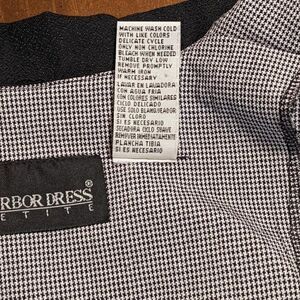 MACHINE WASH COLD
WITH LIKE COLORS
DELICATE CYCLE
ONLY NON CHLORINE
BLEACH WHEN NEEDED
TUMBLE DRY LOW
REMOVE PROMPTLY
WARM IRON
IF NECESSARY
LAVAR EN LAVADORA
CON AGUA FRIA
CON COLORES SIMILARES
CICLO DELICADO
USE SOLO BLANQUEADOR
SIN CLORO
SI ES NECESARIO
SECADORA CICLO SUAVE
REMOVER IMMEDIATAMENTE
PLANCHA TIBIA
SI ES NECESARIO
RBOR DRESS®
ETITE